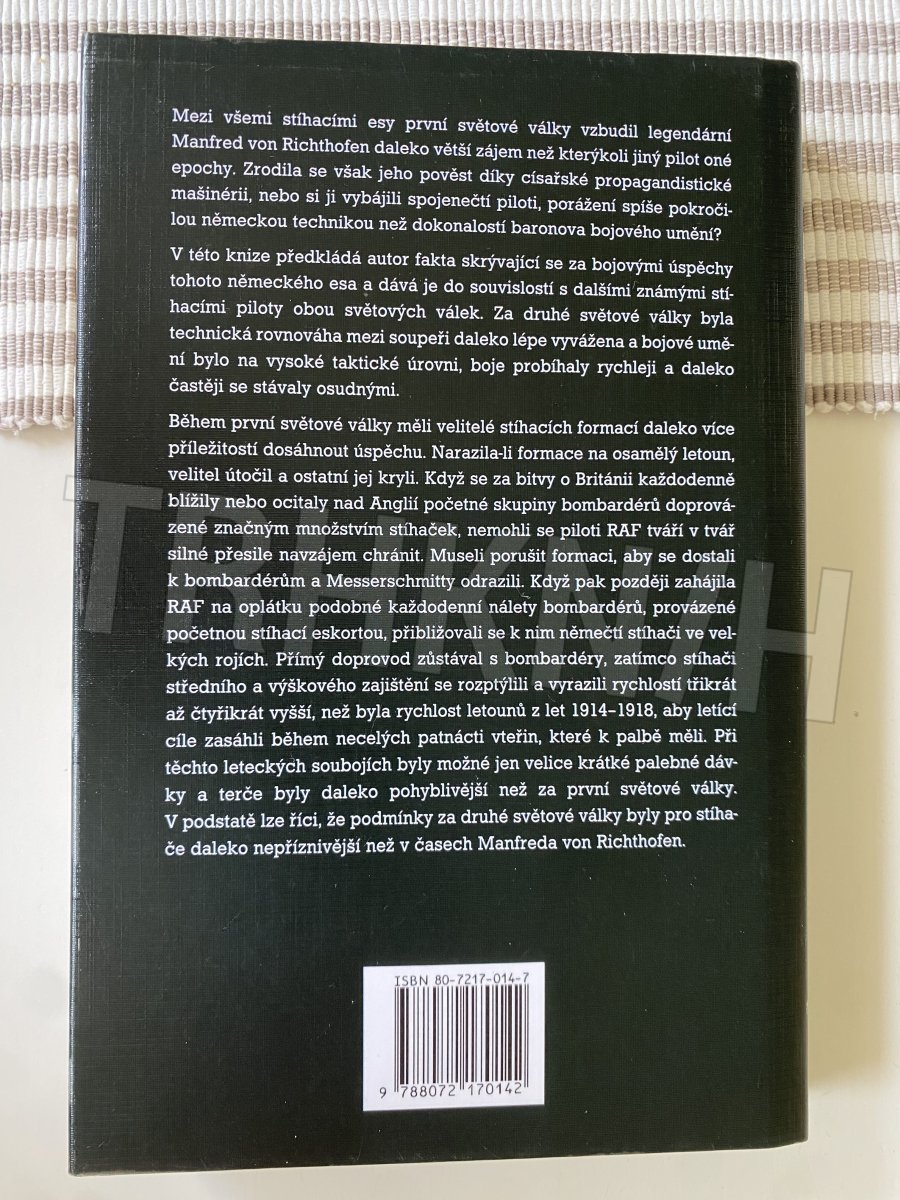 Mezi všemi stíhacími esy první světové války vzbudil legendární
Manfred von Richthofen daleko větší zájem než kterýkoli jiný pilot oné
epochy. Zrodila se však jeho pověst díky císařské propagandistické
mašinérii, nebo si ji vybájili spojenečtí piloti, porážení spíše pokroči-
lou německou technikou než dokonalostí baronova bojového umění?
V této knize předkládá autor fakta skrývající se za bojovými úspěchy
tohoto německého esa a dává je do souvislostí s dalšími známými stí-
hacími piloty obou světových válek. Za druhé světové války byla
technická rovnováha mezi soupeři daleko lépe vyvážena a bojové umě-
ní bylo na vysoké taktické úrovni, boje probíhaly rychleji a daleko
častěji se stávaly osudnými.
Během první světové války měli velitelé stíhacích formací daleko více
příležitostí dosáhnout úspěchu. Narazila-li formace na osamělý letoun,
velitel útočil a ostatní jej kryli. Když se za bitvy o Británii každodenně
blížily nebo ocitaly nad Anglií početné skupiny bombardérů doprová-
zené značným množstvím stíhaček, nemohli se piloti RAF tváří v tvář
silné přesile navzájem chránit. Museli porušit formaci, aby se dostali
k bombardérům a Messerschmitty odrazili. Když pak později zahájila
RAF na oplátku podobné každodenní nálety bombardérů, provázené
početnou stíhací eskortou, přibližovali se k nim němečtí stíhači ve vel-
kých rojích. Přímý doprovod zůstával s bombardéry, zatímco stíhači
středního a výškového zajištění se rozptýlili a vyrazili rychlostí třikrát
až čtyřikrát vyšší, než byla rychlost letounů z let 1914–1918, aby letící
cíle zasáhli během necelých patnácti vteřin, které k palbě měli. Při
těchto leteckých soubojích byly možné jen velice krátké palebné dáv-
ky a terče byly daleko pohyblivější než za první světové války.
V podstatě lze říci, že podmínky za druhé světové války byly pro stíha-
če daleko nepříznivější než v časech Manfreda von Richthofen.
TRHKNIH
ISBN 80-7217-014-7
9 788072 170142